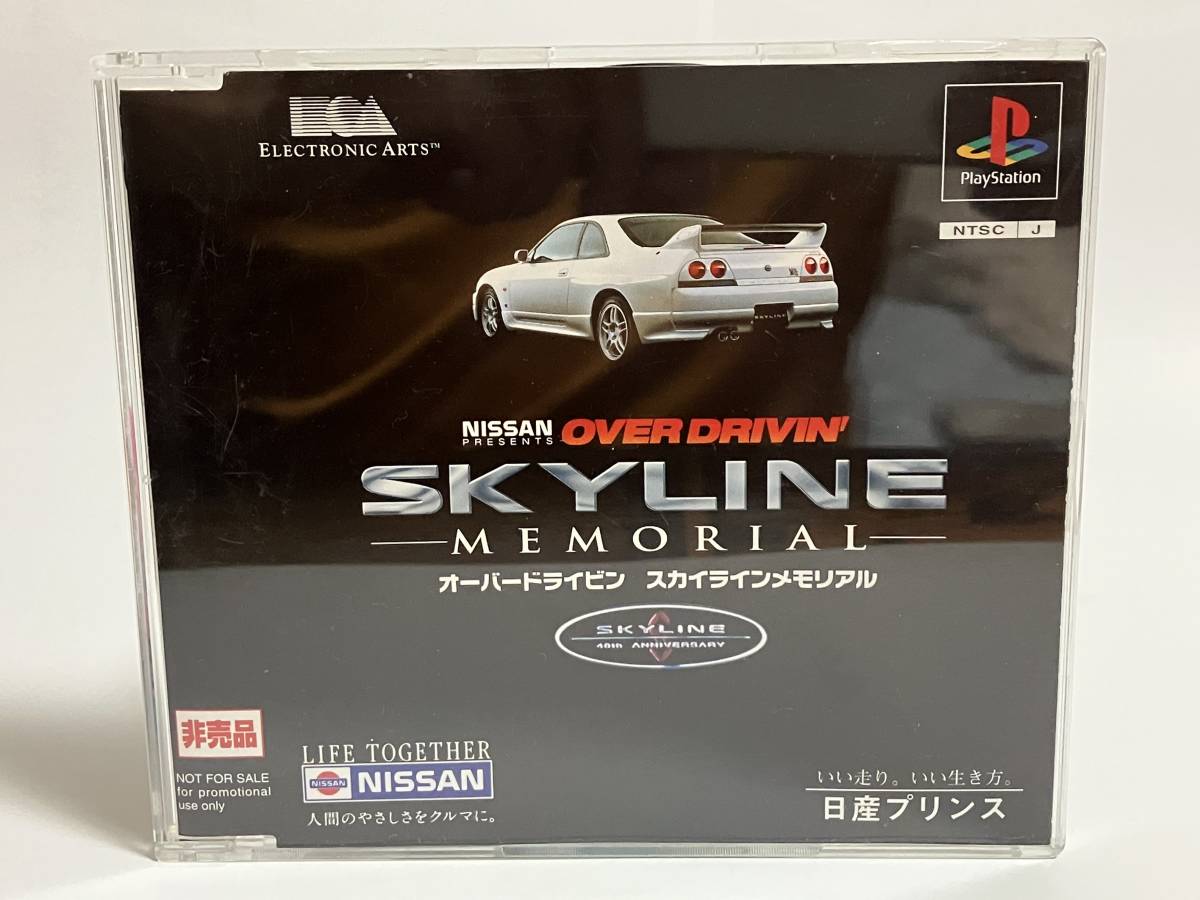 ELECTRONIC ARTS™
PlayStation
NTSC J
SKYLINE
NISSAN
PRESENTS
OVER DRIVIN'
SKYLINE
MEMORIAL
オーバードライビン スカイラインメモリアル
SKYLINE
40th ANNIVERSARY
非売品
NOT FOR SALE
for promotional
use only
LIFE TOGETHER
NISSAN NISSAN
人間のやさしさをクルマに。
いい走り。いい生き方。
日産プリンス